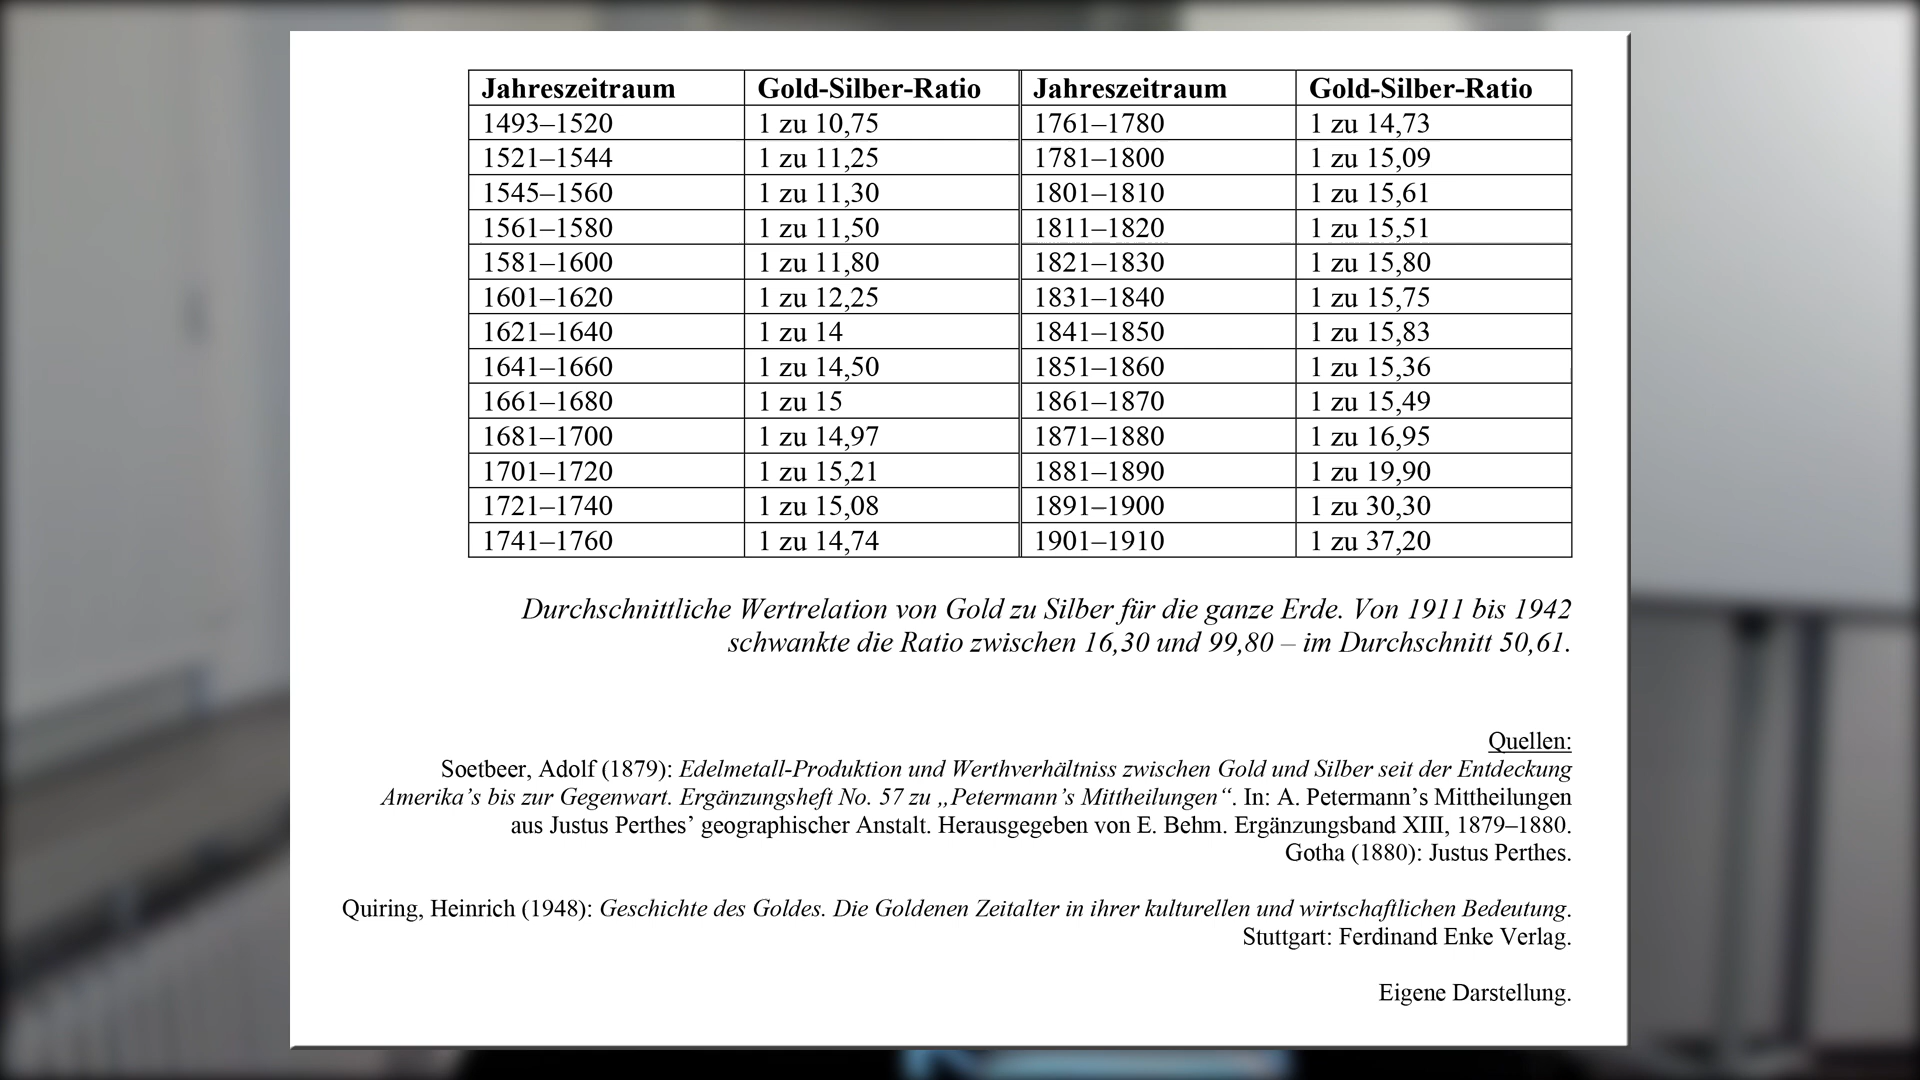 Jahreszeitraum Gold-Silber-Ratio Jahreszeitraum Gold-Silber-Ratio
1493–1520 1 zu 10,75 1761–1780 1 zu 14,73
1521–1544 1 zu 11,25 1781–1800 1 zu 15,09
1545–1560 1 zu 11,30 1801–1810 1 zu 15,61
1561–1580 1 zu 11,50 1811–1820 1 zu 15,51
1581–1600 1 zu 11,80 1821–1830 1 zu 15,80
1601–1620 1 zu 12,25 1831–1840 1 zu 15,75
1621–1640 1 zu 14 1841–1850 1 zu 15,83
1641–1660 1 zu 14,50 1851–1860 1 zu 15,36
1661–1680 1 zu 15 1861–1870 1 zu 15,49
1681–1700 1 zu 14,97 1871–1880 1 zu 16,95
1701–1720 1 zu 15,21 1881–1890 1 zu 19,90
1721–1740 1 zu 15,08 1891–1900 1 zu 30,30
1741–1760 1 zu 14,74 1901–1910 1 zu 37,20
Durchschnittliche Wertrelation von Gold zu Silber für die ganze Erde. Von 1911 bis 1942
schwankte die Ratio zwischen 16,30 und 99,80 – im Durchschnitt 50,61.
Quellen:
Soetbeer, Adolf (1879): Edelmetall-Produktion und Werthverhältniss zwischen Gold und Silber seit der Entdeckung
Amerika’s bis zur Gegenwart. Ergänzungsheft No. 57 zu „Petermann’s Mittheilungen“. In: A. Petermann’s Mittheilungen
aus Justus Perthes’ geographischer Anstalt. Herausgegeben von E. Behm. Ergänzungsband XIII, 1879–1880.
Gotha (1880): Justus Perthes.
Quiring, Heinrich (1948): Geschichte des Goldes. Die Goldenen Zeitalter in ihrer kulturellen und wirtschaftlichen Bedeutung.
Stuttgart: Ferdinand Enke Verlag.
Eigene Darstellung.